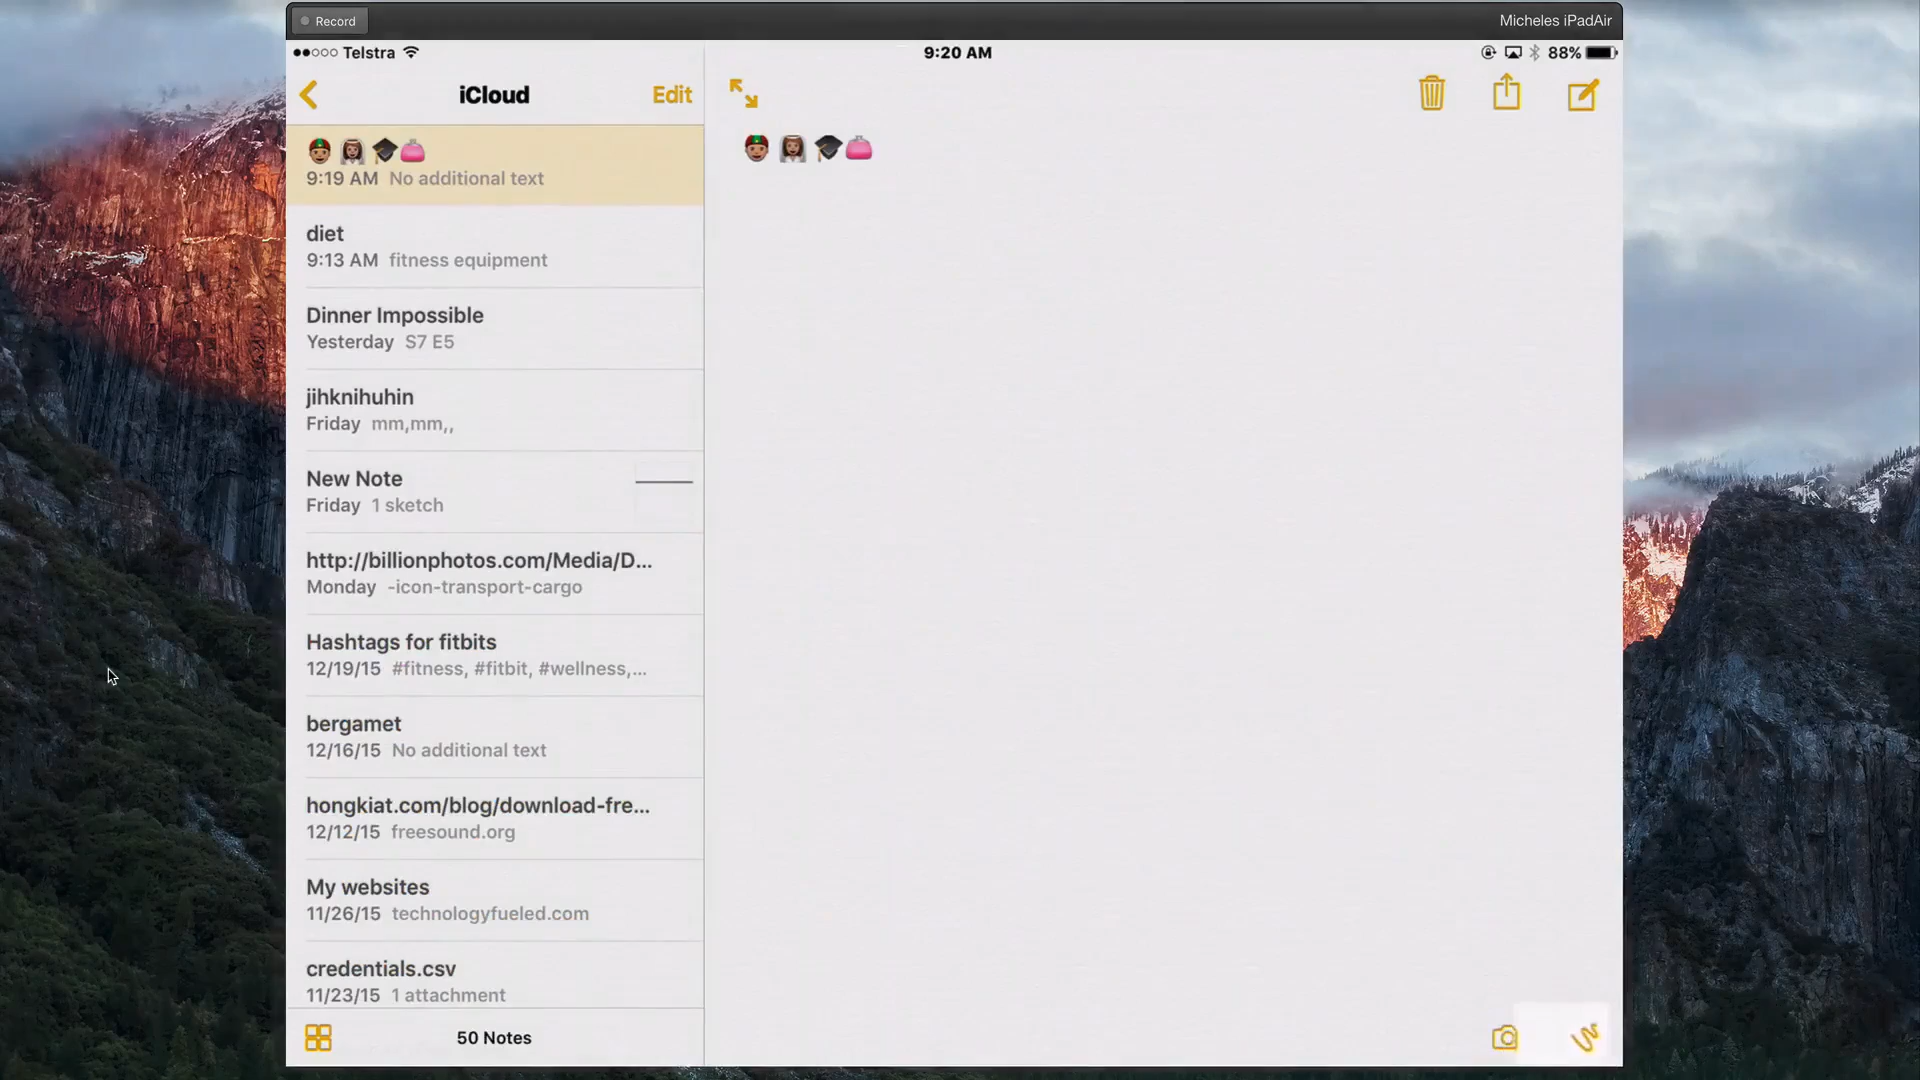 Record
Micheles iPadAir
Telstra
9:20 AM
88%
iCloud
Edit
9:19 AM No additional text
diet
9:13 AM fitness equipment
Dinner Impossible
Yesterday S7 E5
jihknihuhin
Friday mm,mm,,
New Note
Friday 1 sketch
http://billionphotos.com/Media/D...
Monday -icon-transport-cargo
Hashtags for fitbits
12/19/15 #fitness, #fitbit, #wellness,...
bergamet
12/16/15 No additional text
hongkiat.com/blog/download-fre...
12/12/15 freesound.org
My websites
11/26/15 technologyfueled.com
credentials.csv
11/23/15 1 attachment
50 Notes